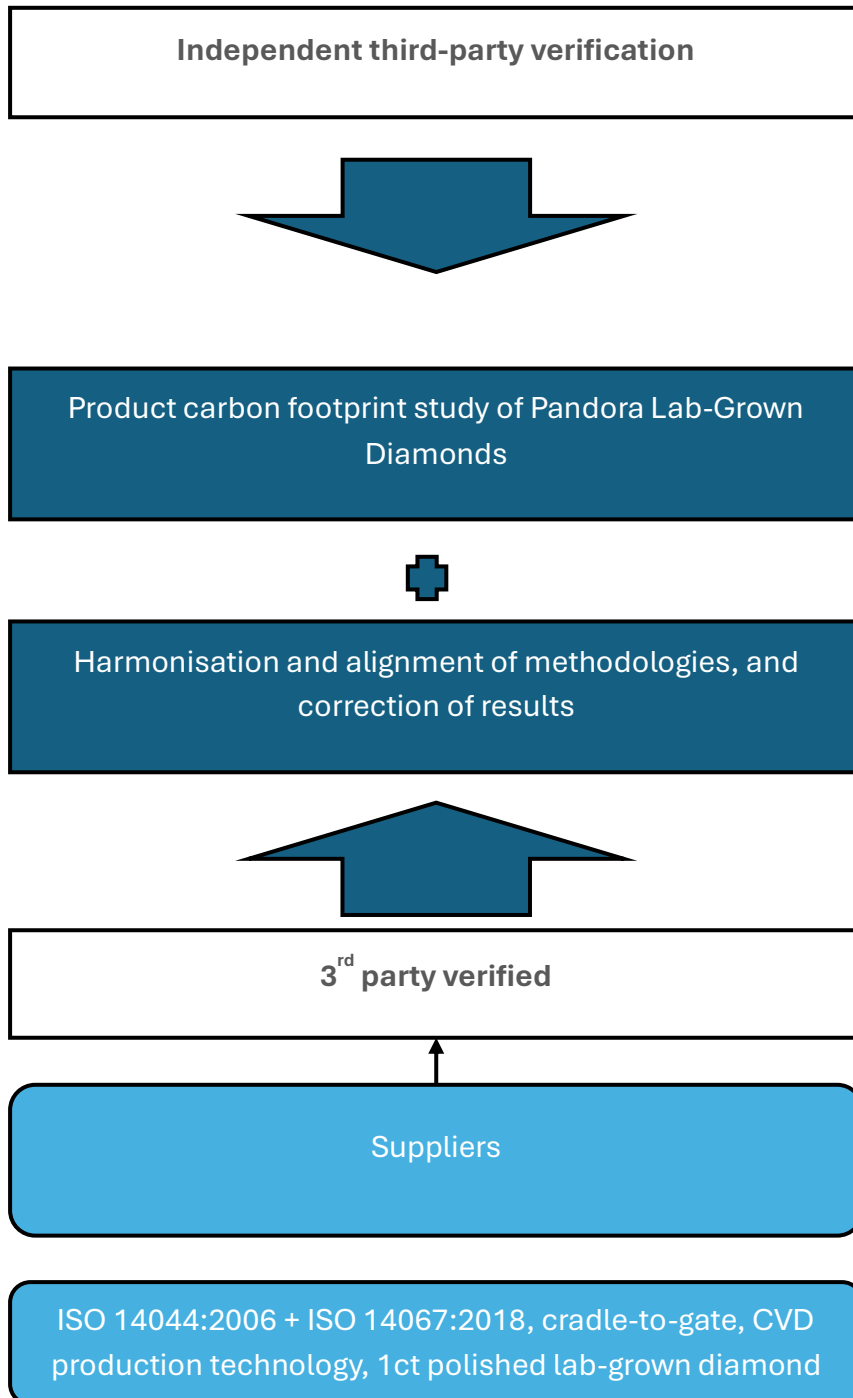 Independent third-party verification
Product carbon footprint study of Pandora Lab-Grown
Diamonds
Harmonisation and alignment of methodologies, and
correction of results
3rd party verified
Suppliers
ISO 14044:2006 + ISO 14067:2018, cradle-to-gate, CVD
production technology, 1ct polished lab-grown diamond